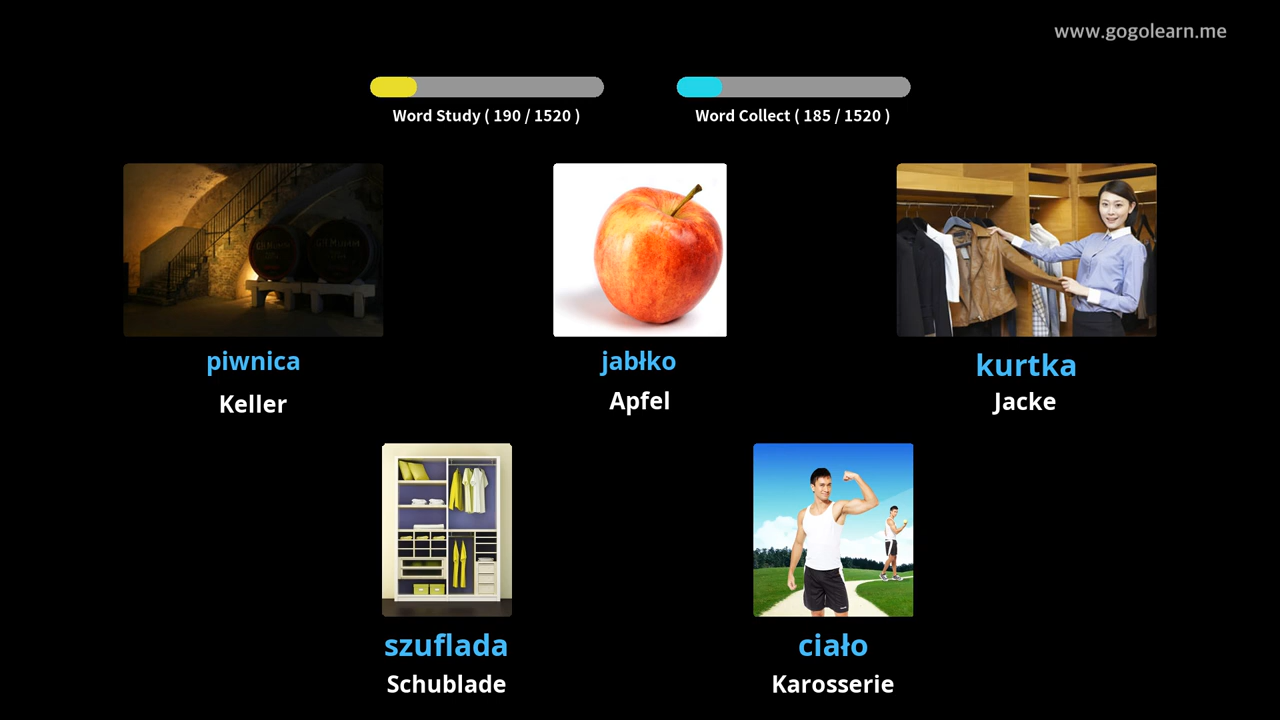 www.gogolearn.me
Word Study ( 190 / 1520 )
Word Collect ( 185 / 1520 )
piwnica
Keller
jabłko
Apfel
kurtka
Jacke
szuflada
Schublade
ciało
Karosserie